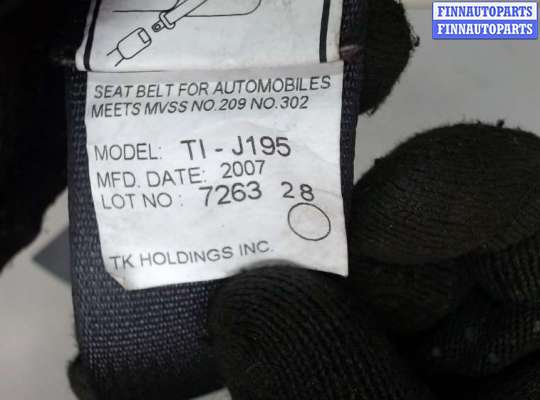 FINNAUTOPARTS
FINNAUTOPARTS
SEAT BELT FOR AUTOMOBILES
MEETS MVSS NO.209 NO.302
MODEL: TI - J195
MFD. DATE: 2007
LOT NO : 7263 28
TK HOLDINGS INC.